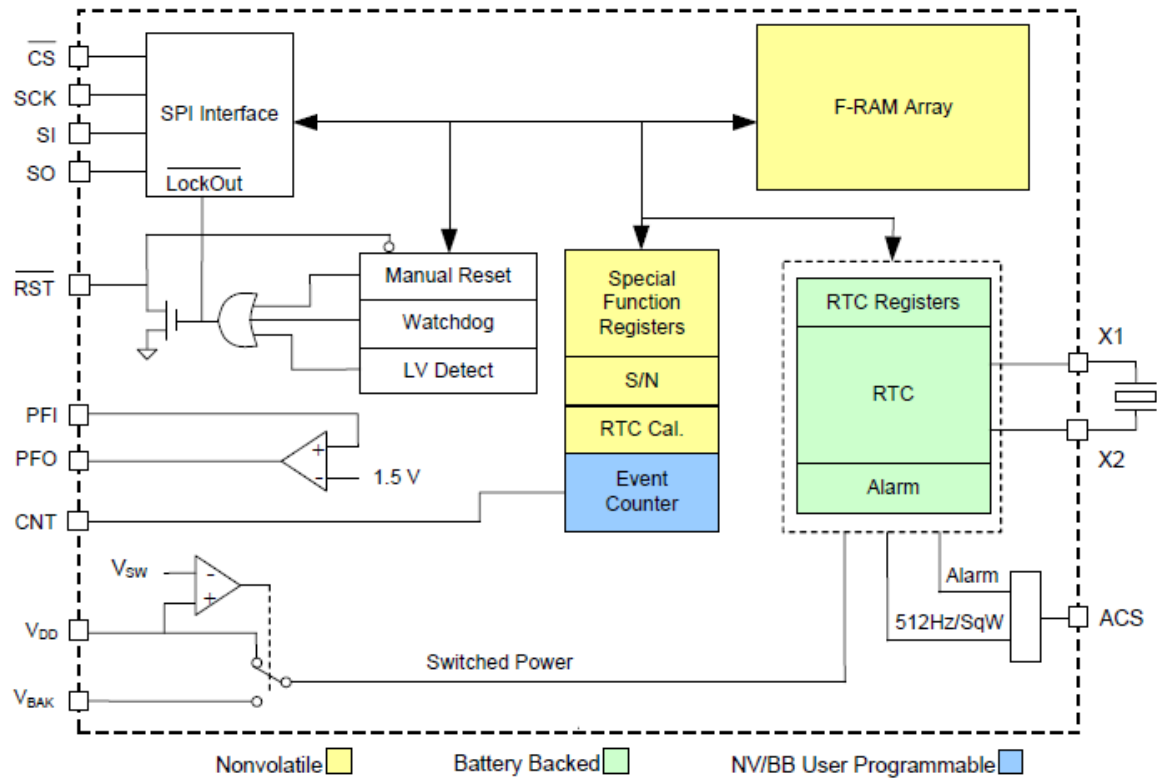 CS
SCK
SI
SO
SPI Interface
LockOut
F-RAM Array
RST
Manual Reset
Watchdog
LV Detect
Special
Function
Registers
S/N
RTC Cal.
Event
Counter
RTC Registers
RTC
Alarm
X1
X2
PFI
PFO
+
-
1.5 V
CNT
VSW
-
+
VDD
VBAK
Switched Power
Alarm
512Hz/SqW
ACS
Nonvolatile
Battery Backed
NV/BB User Programmable